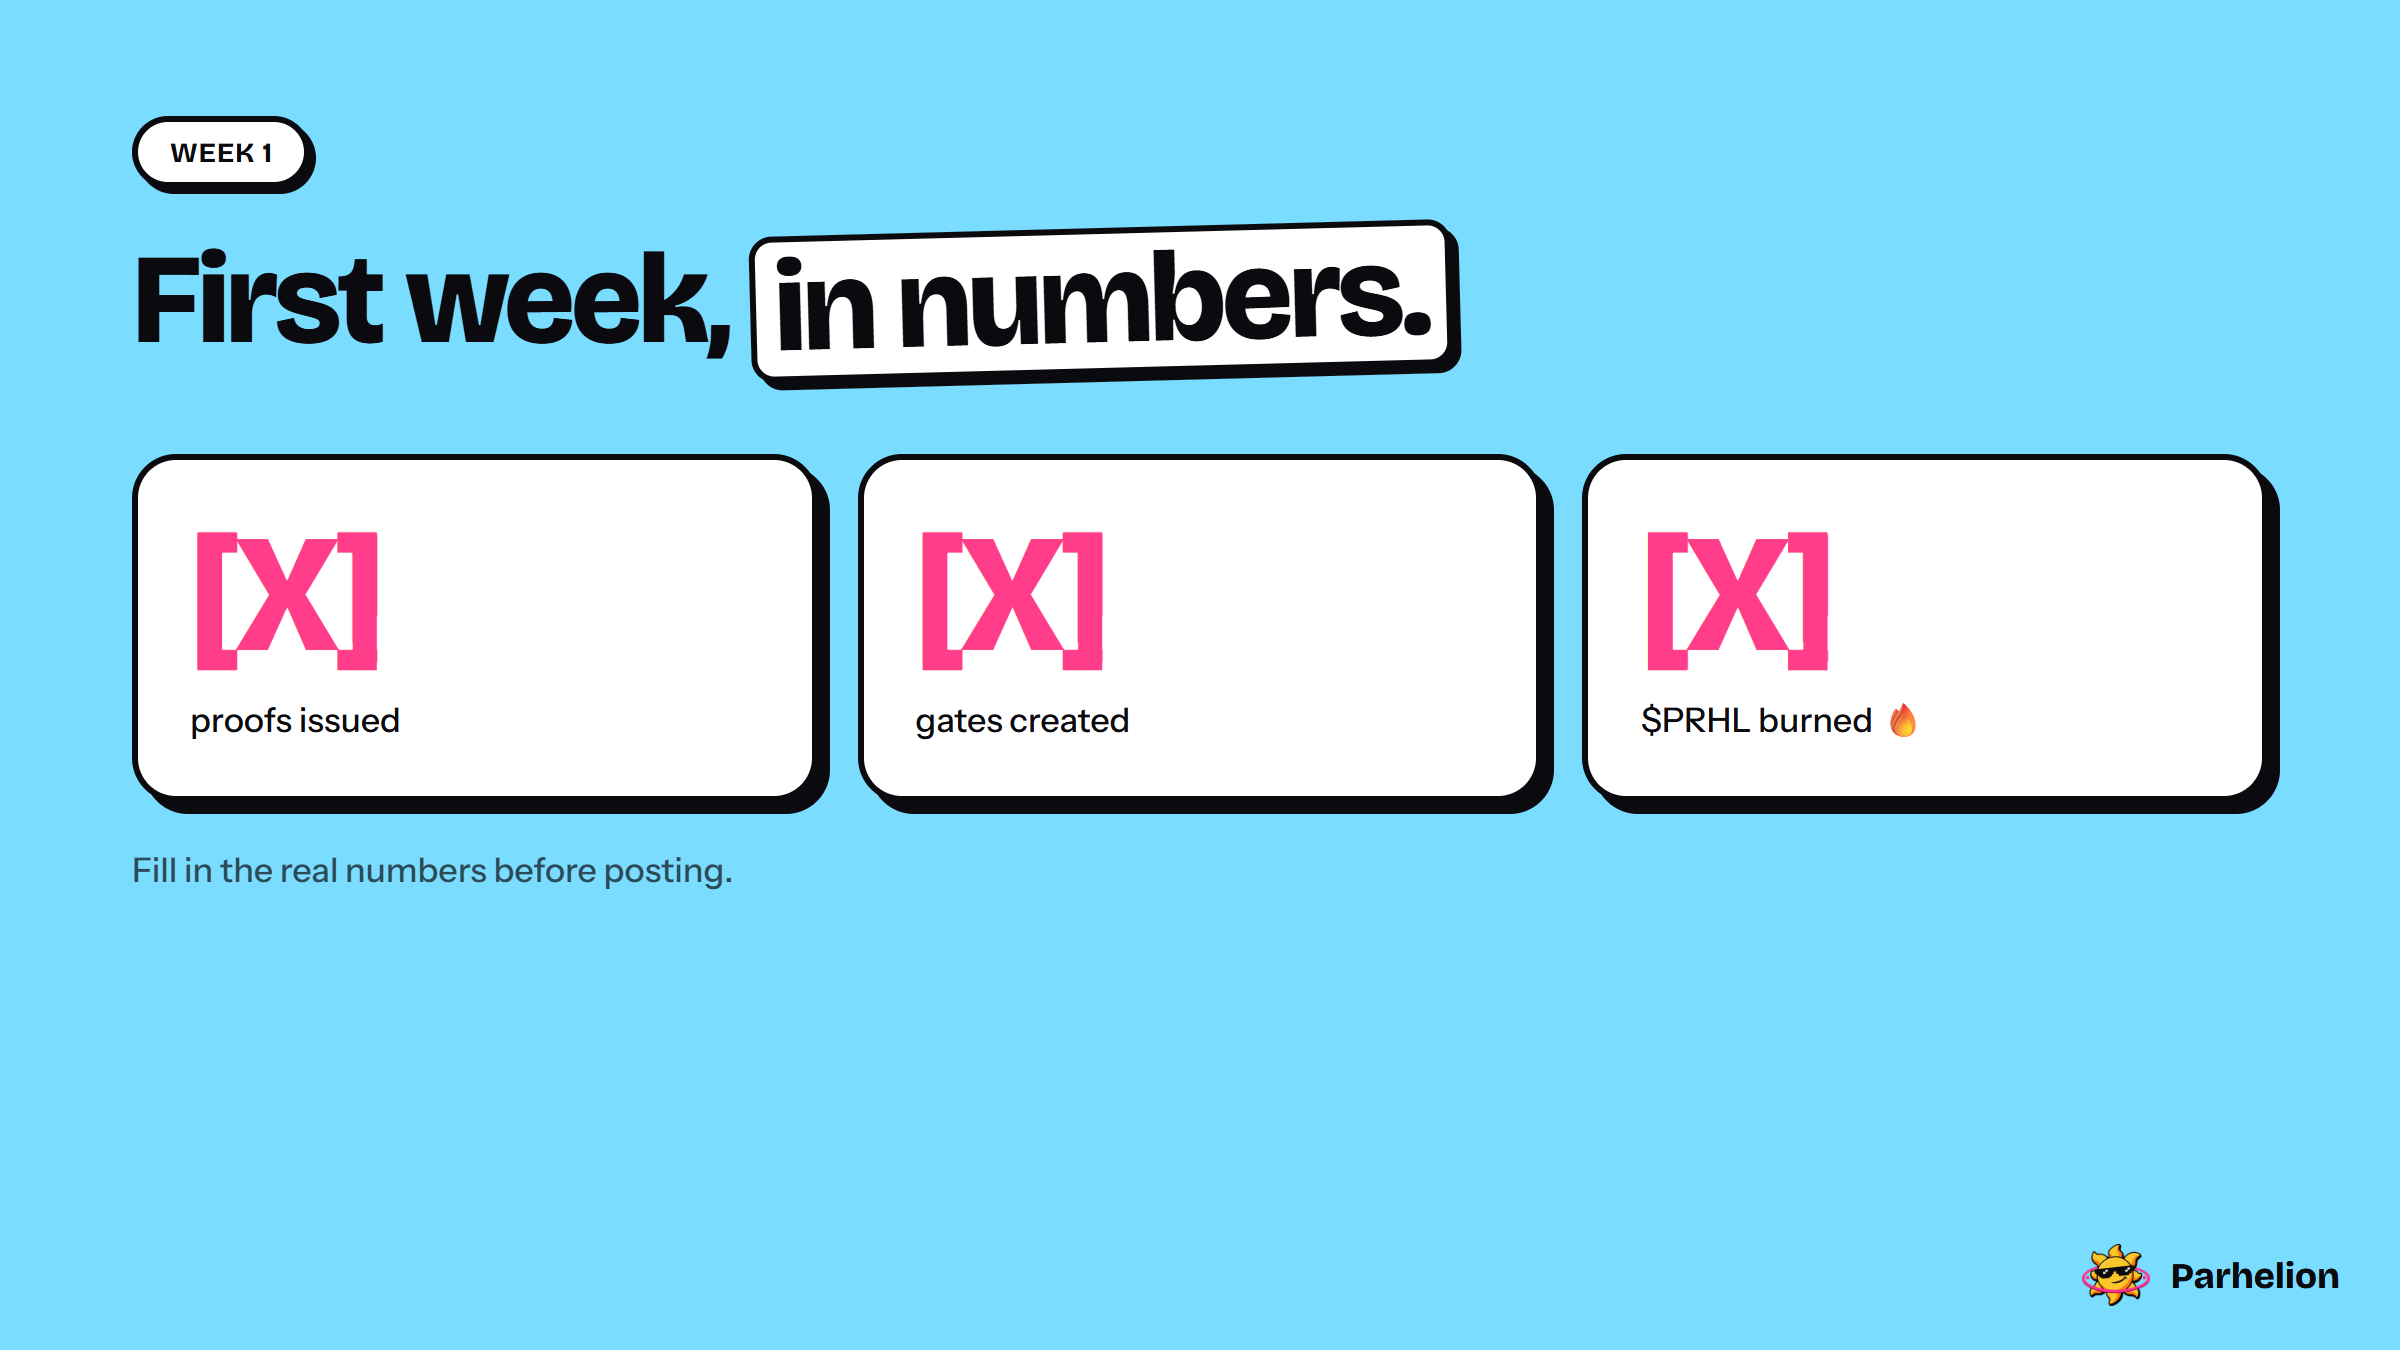 WEEK 1
First week, in numbers.
[X]
proofs issued
[X]
gates created
[X]
$PRHL burned 🔥
Fill in the real numbers before posting.
Parhelion